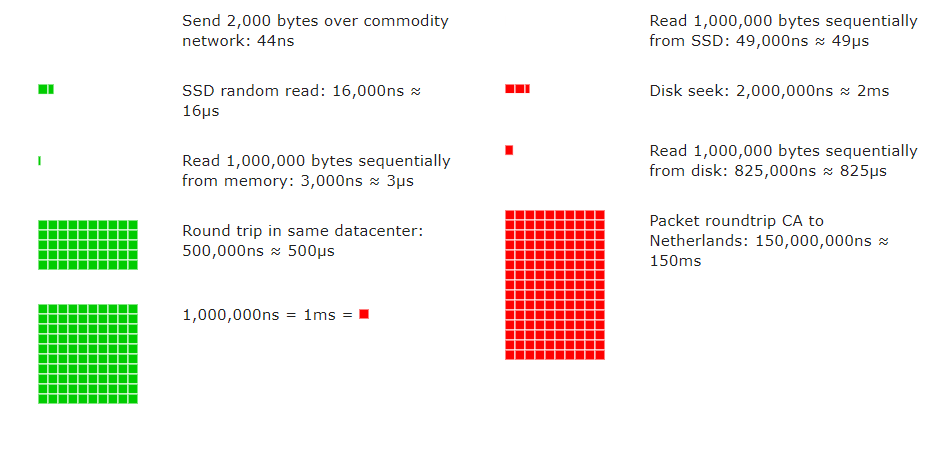 Send 2,000 bytes over commodity
network: 44ns
SSD random read: 16,000ns ≈
16μs
Read 1,000,000 bytes sequentially
from memory: 3,000ns ≈ 3μs
Round trip in same datacenter:
500,000ns ≈ 500μs
1,000,000ns = 1ms =
Read 1,000,000 bytes sequentially
from SSD: 49,000ns ≈ 49μs
Disk seek: 2,000,000ns ≈ 2ms
Read 1,000,000 bytes sequentially
from disk: 825,000ns ≈ 825μs
Packet roundtrip CA to
Netherlands: 150,000,000ns ≈
150ms